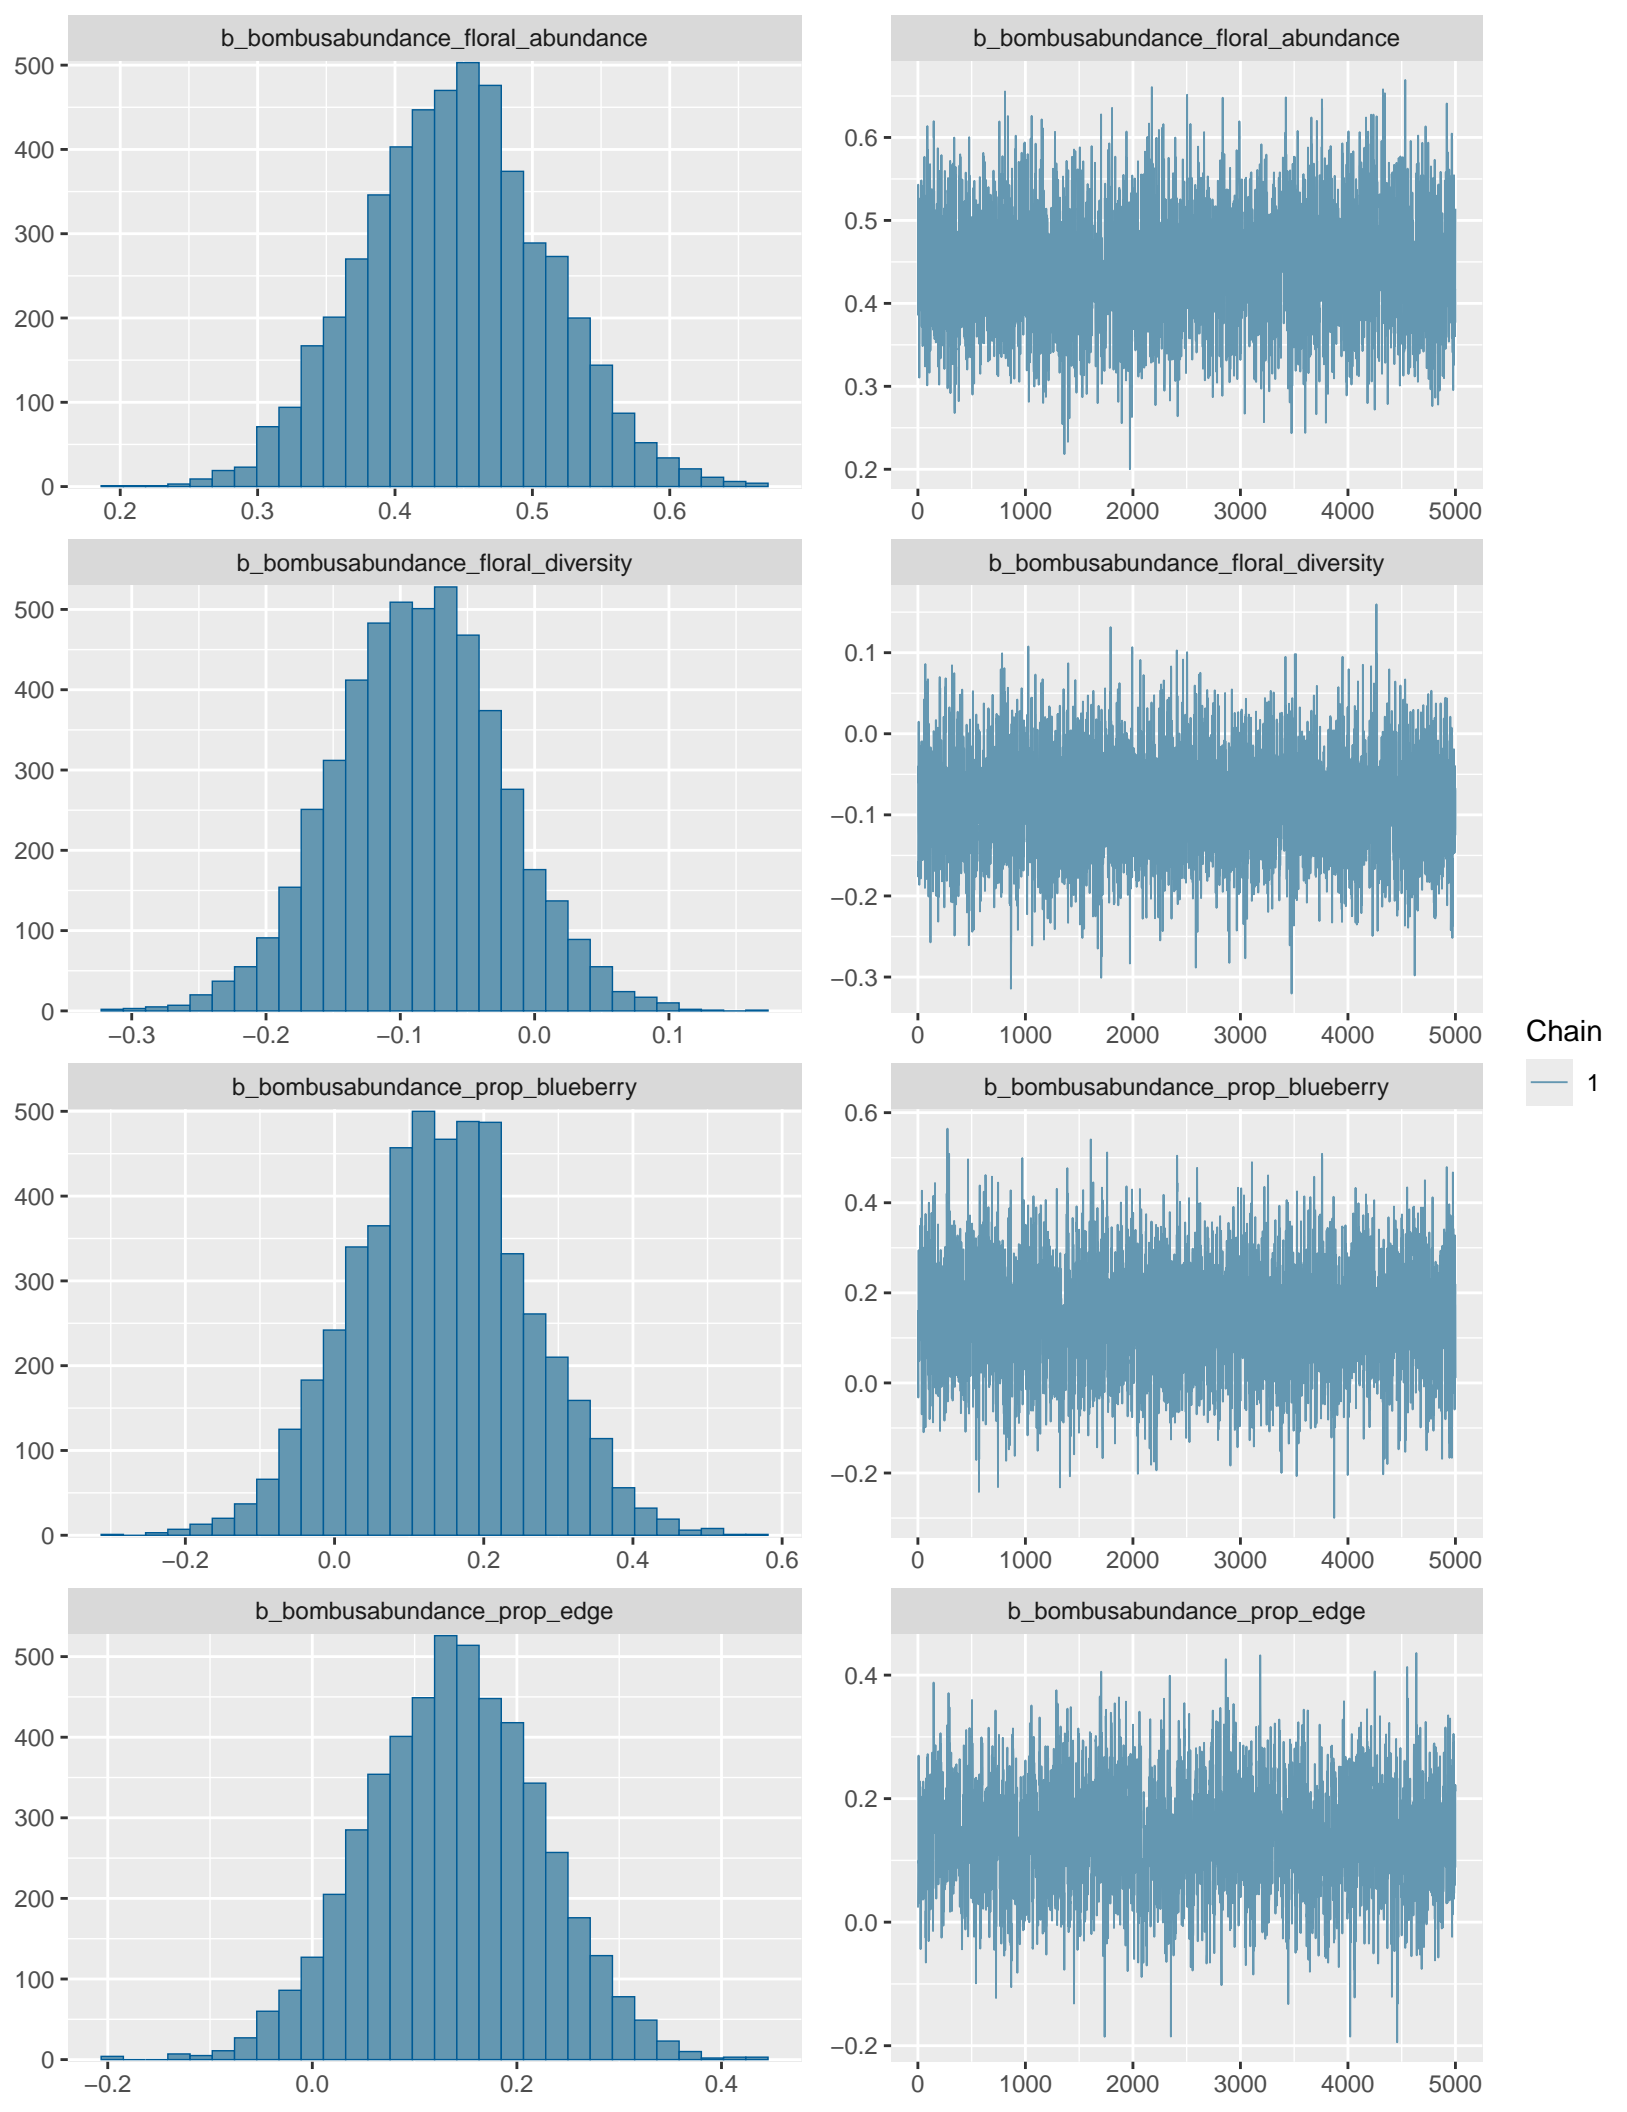 b_bombusabundance_floral_abundance
500
400
300
200
100
0
0.2 0.3 0.4 0.5 0.6
b_bombusabundance_floral_abundance
0.6
0.5
0.4
0.3
0.2
0 1000 2000 3000 4000 5000
b_bombusabundance_floral_diversity
500
400
300
200
100
0
−0.3 −0.2 −0.1 0.0 0.1
b_bombusabundance_floral_diversity
0.1
0.0
−0.1
−0.2
−0.3
0 1000 2000 3000 4000 5000
b_bombusabundance_prop_blueberry
500
400
300
200
100
0
−0.2 0.0 0.2 0.4 0.6
b_bombusabundance_prop_blueberry
0.6
0.4
0.2
0.0
−0.2
0 1000 2000 3000 4000 5000
b_bombusabundance_prop_edge
500
400
300
200
100
0
−0.2 0.0 0.2 0.4
b_bombusabundance_prop_edge
0.4
0.2
0.0
−0.2
0 1000 2000 3000 4000 5000
Chain
1